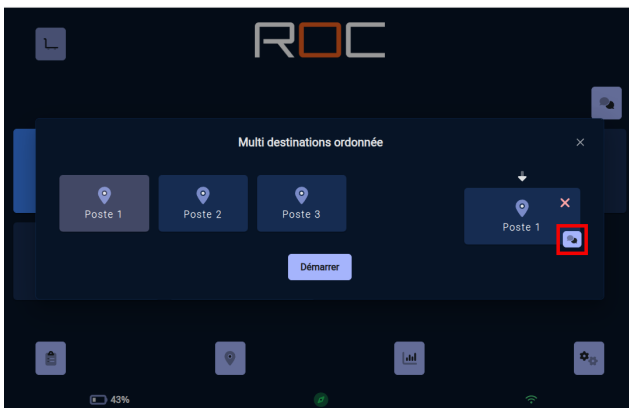 ROC
Multi destinations ordonnée
Poste 1
Poste 2
Poste 3
Poste 1
Démarrer
43%